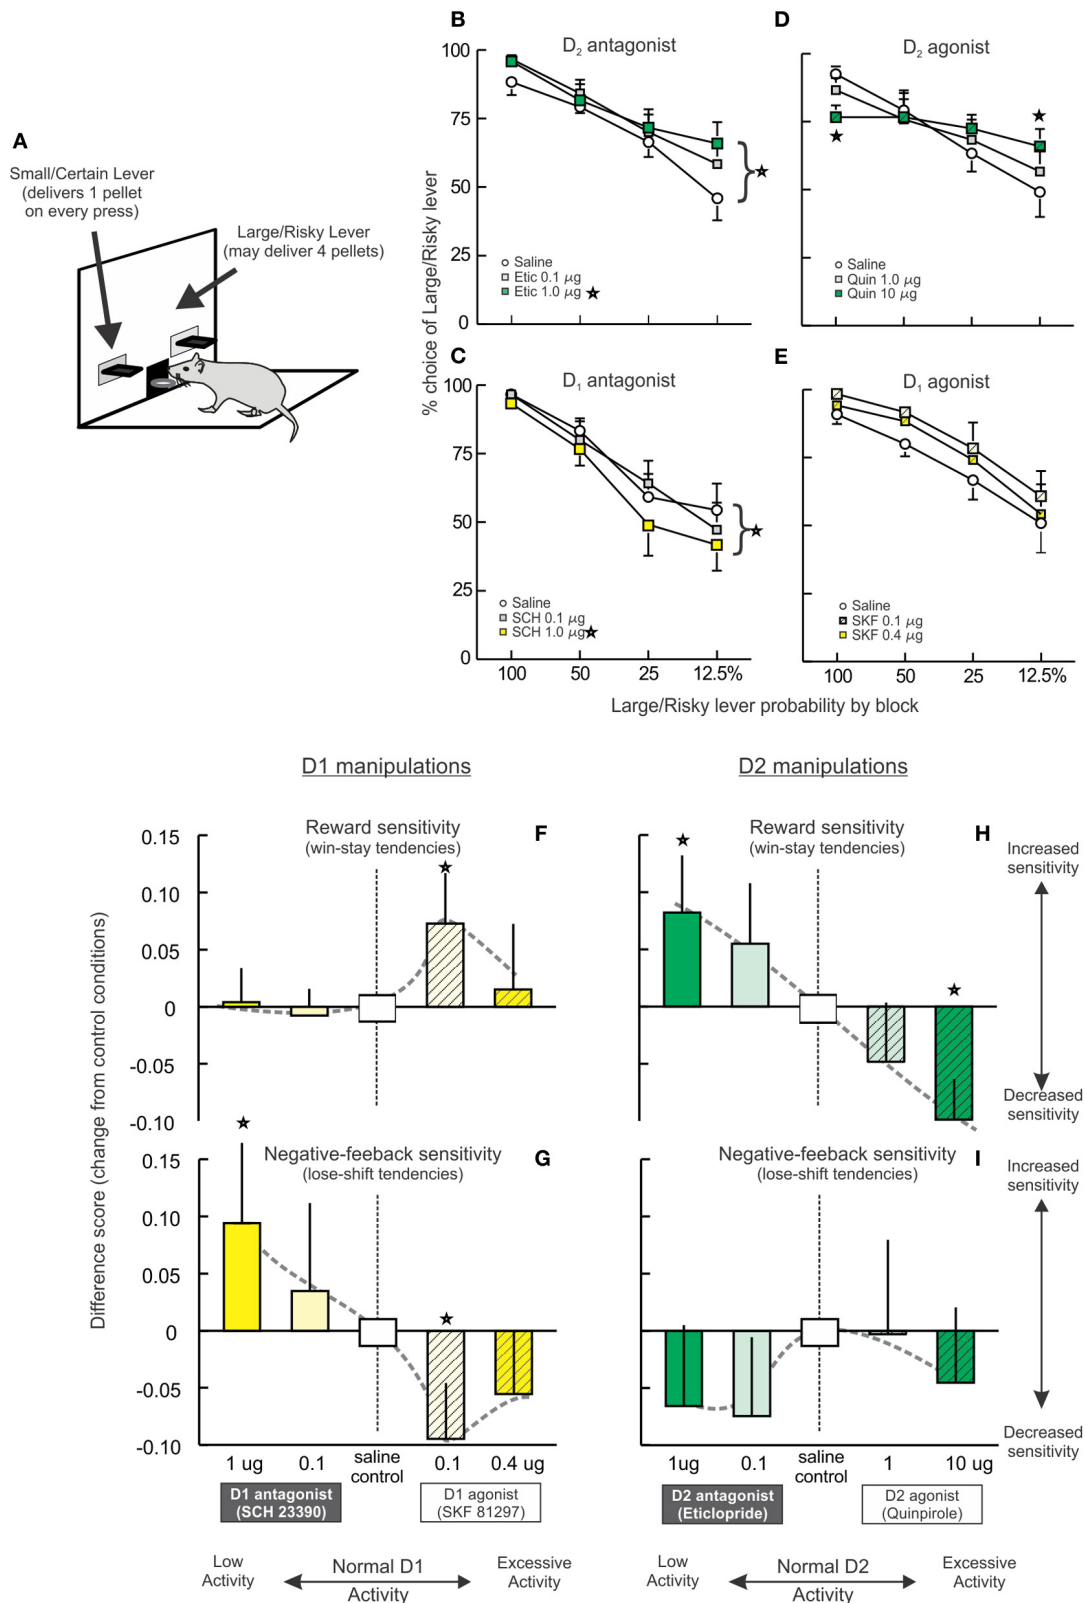 A
Small/Certain Lever
(delivers 1 pellet
on every press)
Large/Risky Lever
(may deliver 4 pellets)
% choice of Large/Risky lever
B
D2 antagonist
100
75
50
25
0
Saline
Etic 0.1 µg
Etic 1.0 µg
D
D2 agonist
Saline
Quin 1.0 µg
Quin 10 µg
C
D1 antagonist
100
75
50
25
0
Saline
SCH 0.1 µg
SCH 1.0 µg
100 50 25 12.5%
E
D1 agonist
Saline
SKF 0.1 µg
SKF 0.4 µg
100 50 25 12.5%
Large/Risky lever probability by block
D1 manipulations
D2 manipulations
Difference score (change from control conditions)
Reward sensitivity
(win-stay tendencies)
F
0.15
0.10
0.05
0
-0.05
-0.10
Reward sensitivity
(win-stay tendencies)
H
Increased
sensitivity
Decreased
sensitivity
Negative-feeback sensitivity
(lose-shift tendencies)
G
0.15
0.10
0.05
0
-0.05
-0.10
Negative-feeback sensitivity
(lose-shift tendencies)
I
Increased
sensitivity
Decreased
sensitivity
1 ug 0.1 saline control 0.1 0.4 ug
D1 antagonist
(SCH 23390)
D1 agonist
(SKF 81297)
1ug 0.1 saline control 1 10 ug
D2 antagonist
(Eticlopride)
D2 agonist
(Quinpirole)
Low
Activity
Normal D1
Activity
Excessive
Activity
Low
Activity
Normal D2
Activity
Excessive
Activity